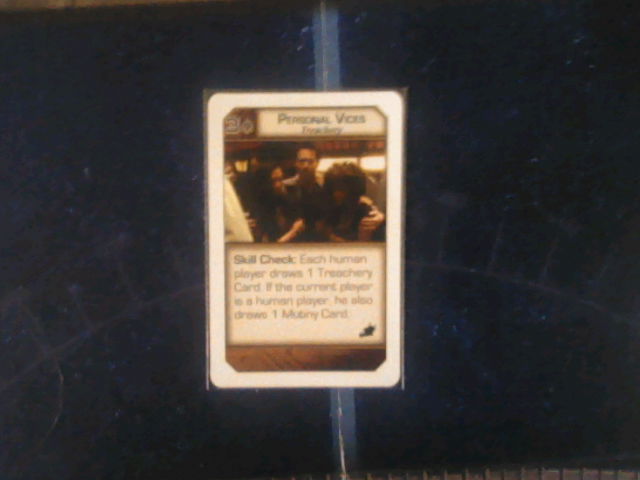 Personal Vices
Treachery
Skill Check: Each human
player draws 1 Treachery
Card. If the current player
is a human player, he also
draws 1 Mutiny Card.